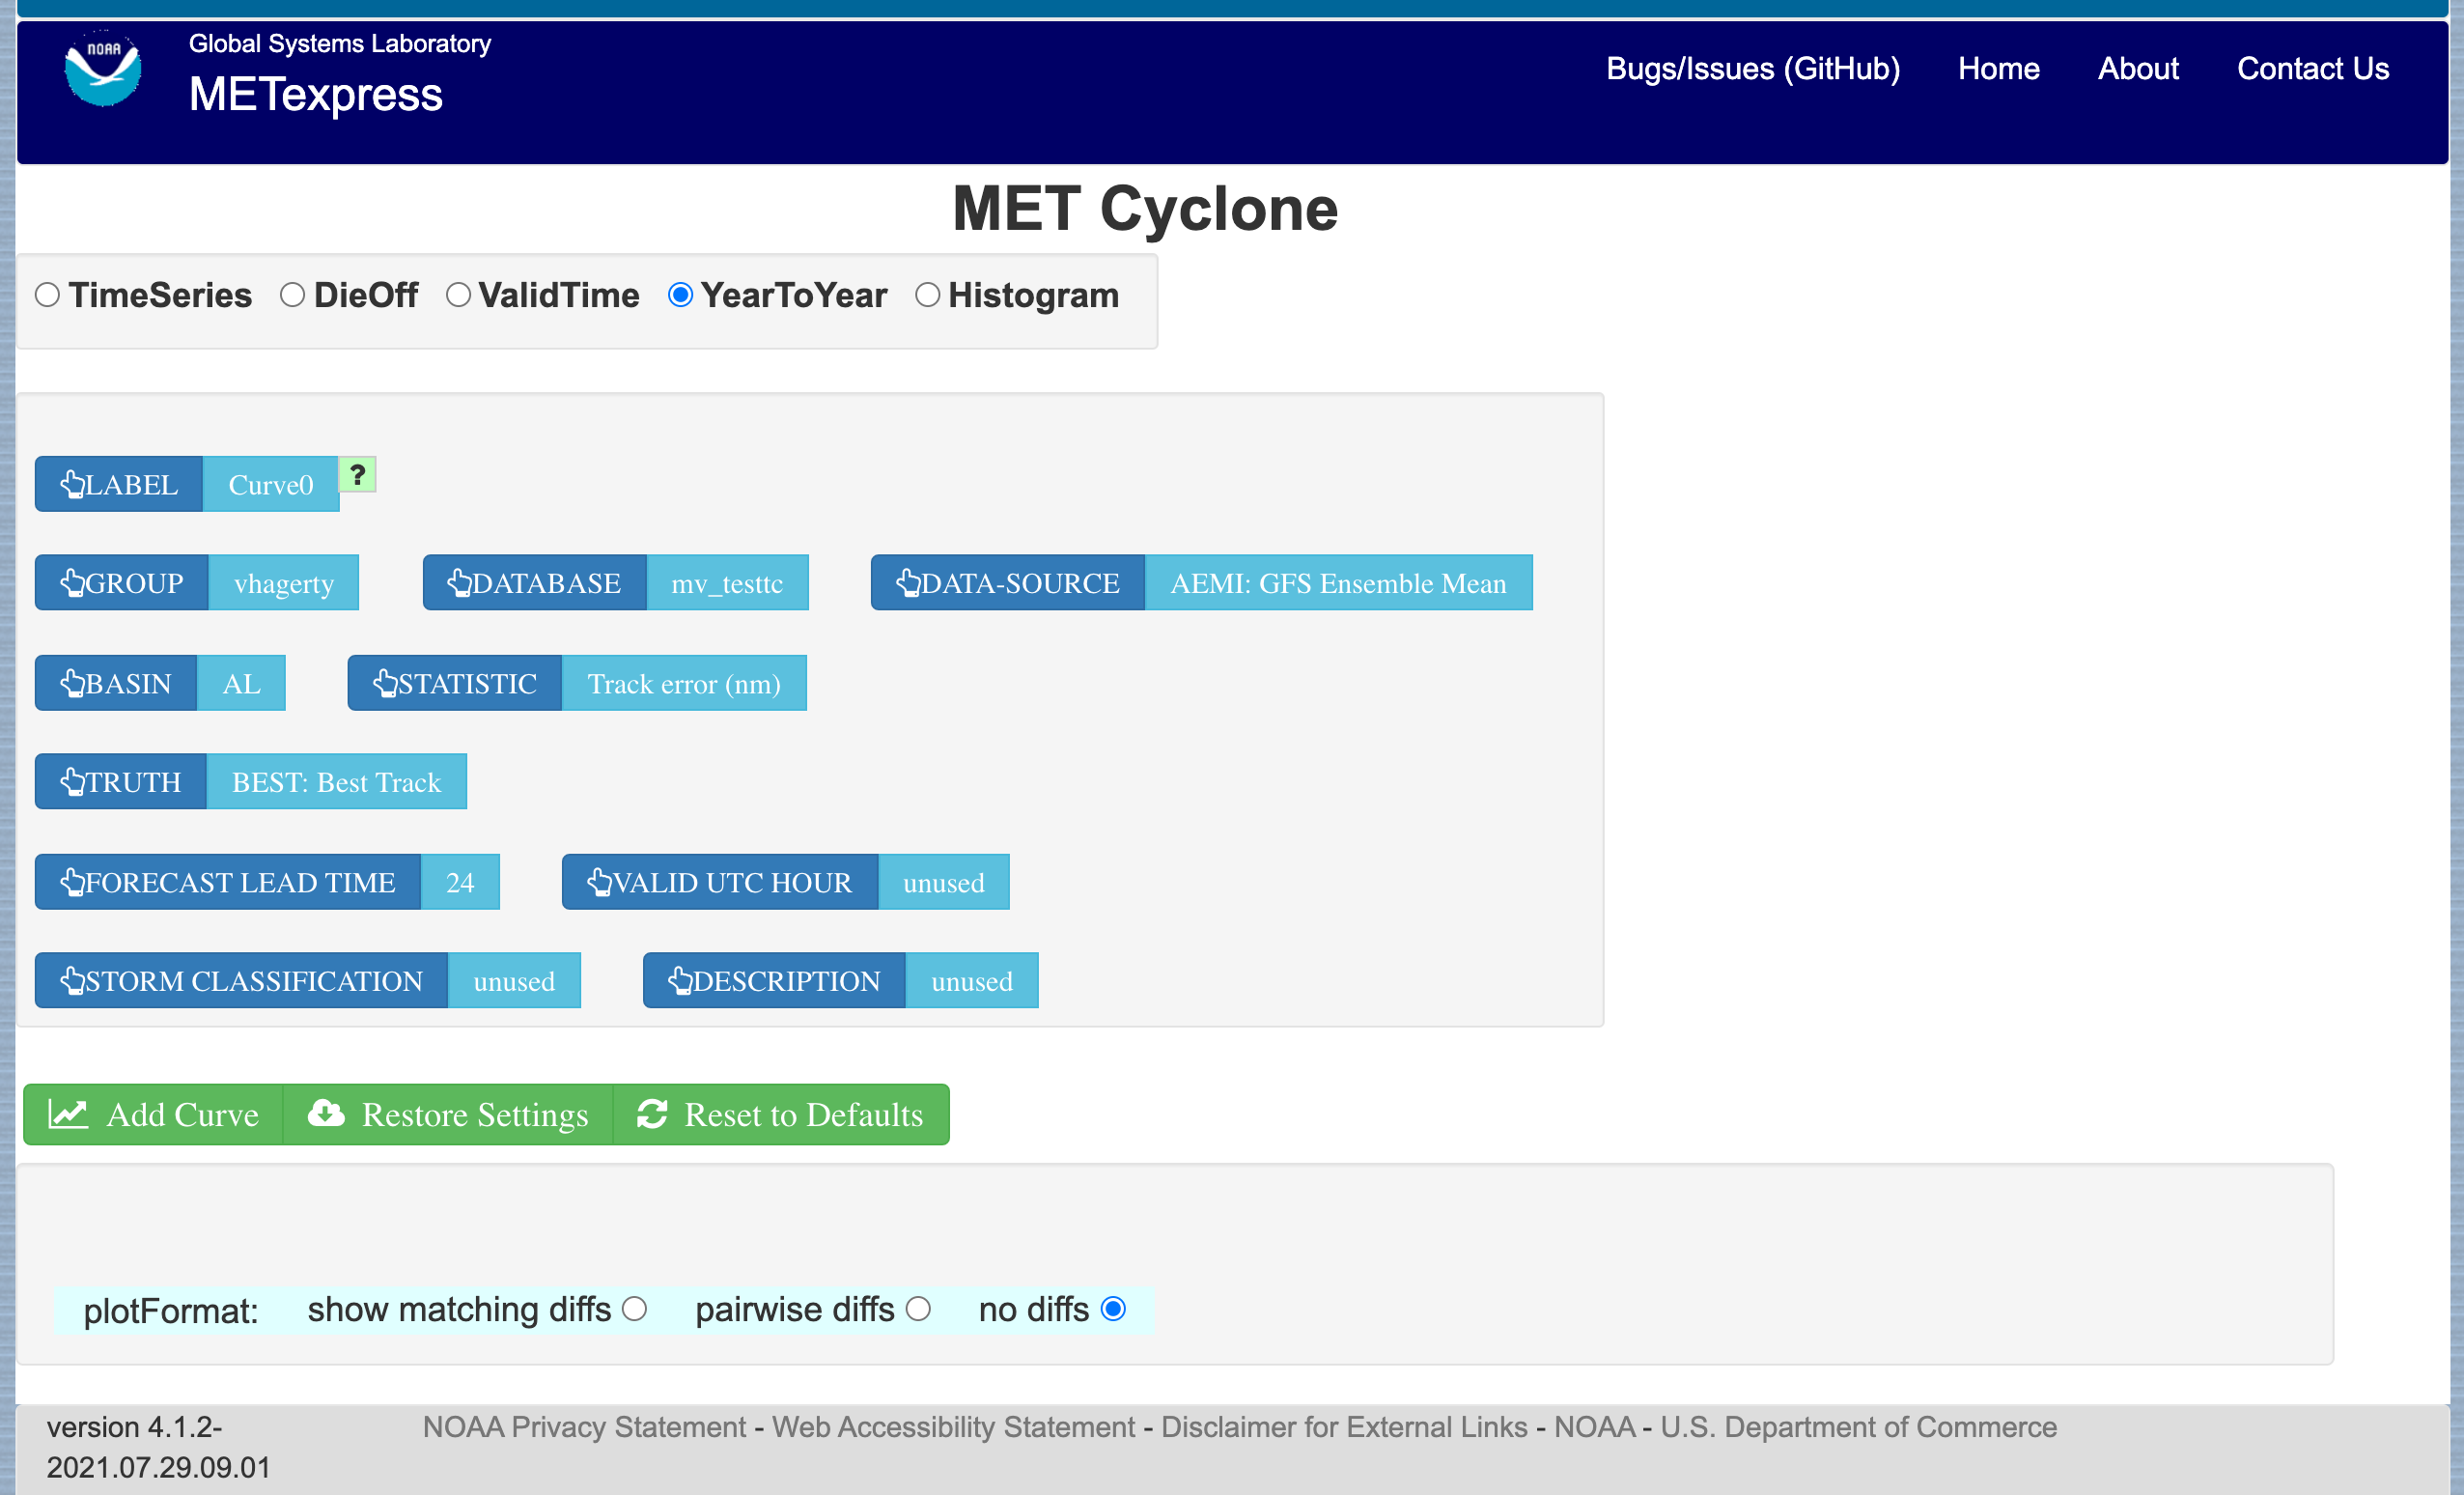 NOAA
Global Systems Laboratory
METexpress
Bugs/Issues (GitHub) Home About Contact Us
MET Cyclone
TimeSeries DieOff ValidTime YearToYear Histogram
LABEL Curve0 ?
GROUP vhagerty DATABASE mv_testtc DATA-SOURCE AEMI: GFS Ensemble Mean
BASIN AL STATISTIC Track error (nm)
TRUTH BEST: Best Track
FORECAST LEAD TIME 24 VALID UTC HOUR unused
STORM CLASSIFICATION unused DESCRIPTION unused
Add Curve Restore Settings Reset to Defaults
plotFormat: show matching diffs pairwise diffs no diffs
version 4.1.2-
2021.07.29.09.01
NOAA Privacy Statement - Web Accessibility Statement - Disclaimer for External Links - NOAA - U.S. Department of Commerce